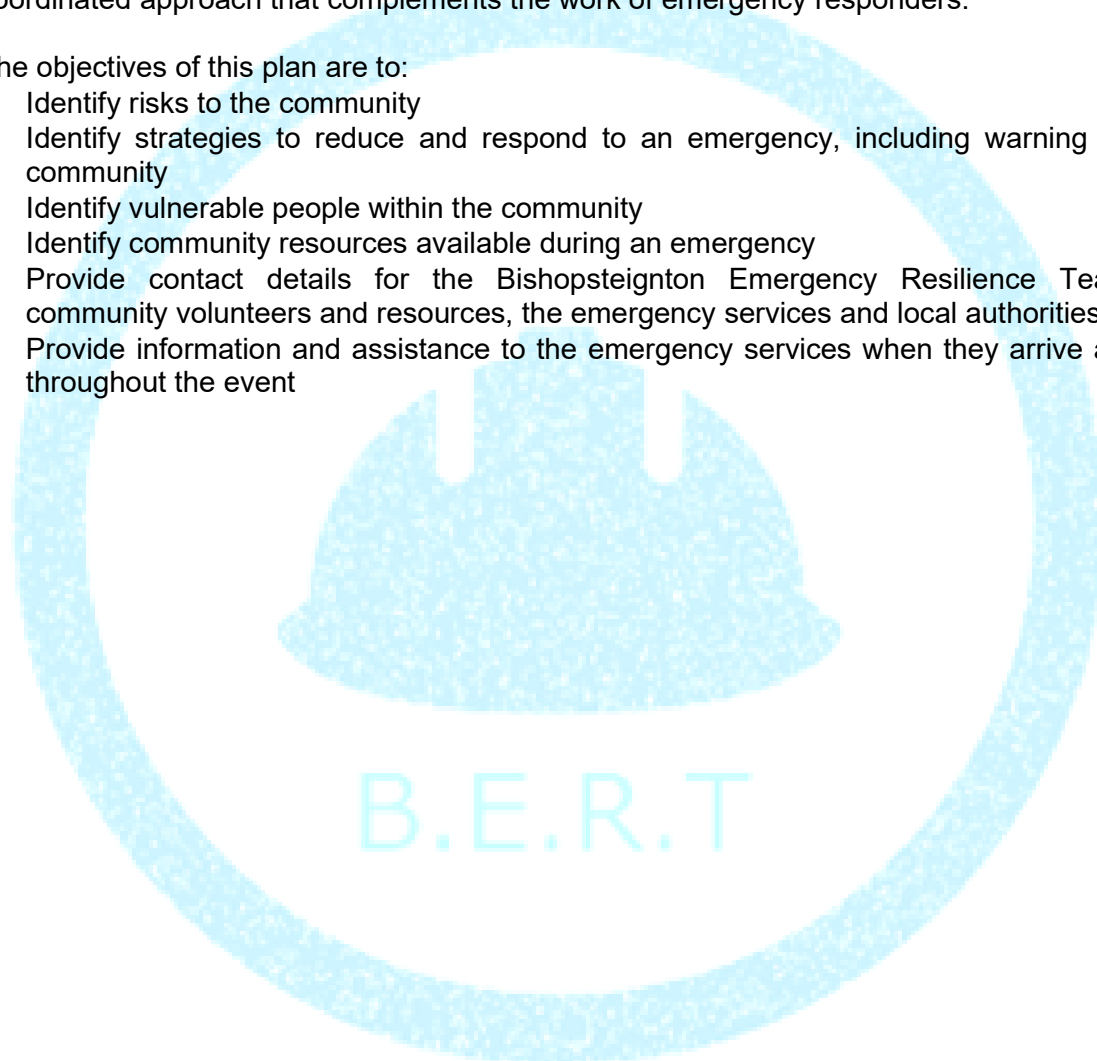 oordinated approach that complements the work of emergency responders.
he objectives of this plan are to:
Identify risks to the community
Identify strategies to reduce and respond to an emergency, including warning
community
Identify vulnerable people within the community
Identify community resources available during an emergency
Provide contact details for the Bishopsteignton Emergency Resilience Tea
community volunteers and resources, the emergency services and local authorities
Provide information and assistance to the emergency services when they arrive a
throughout the event
B.E.R.T